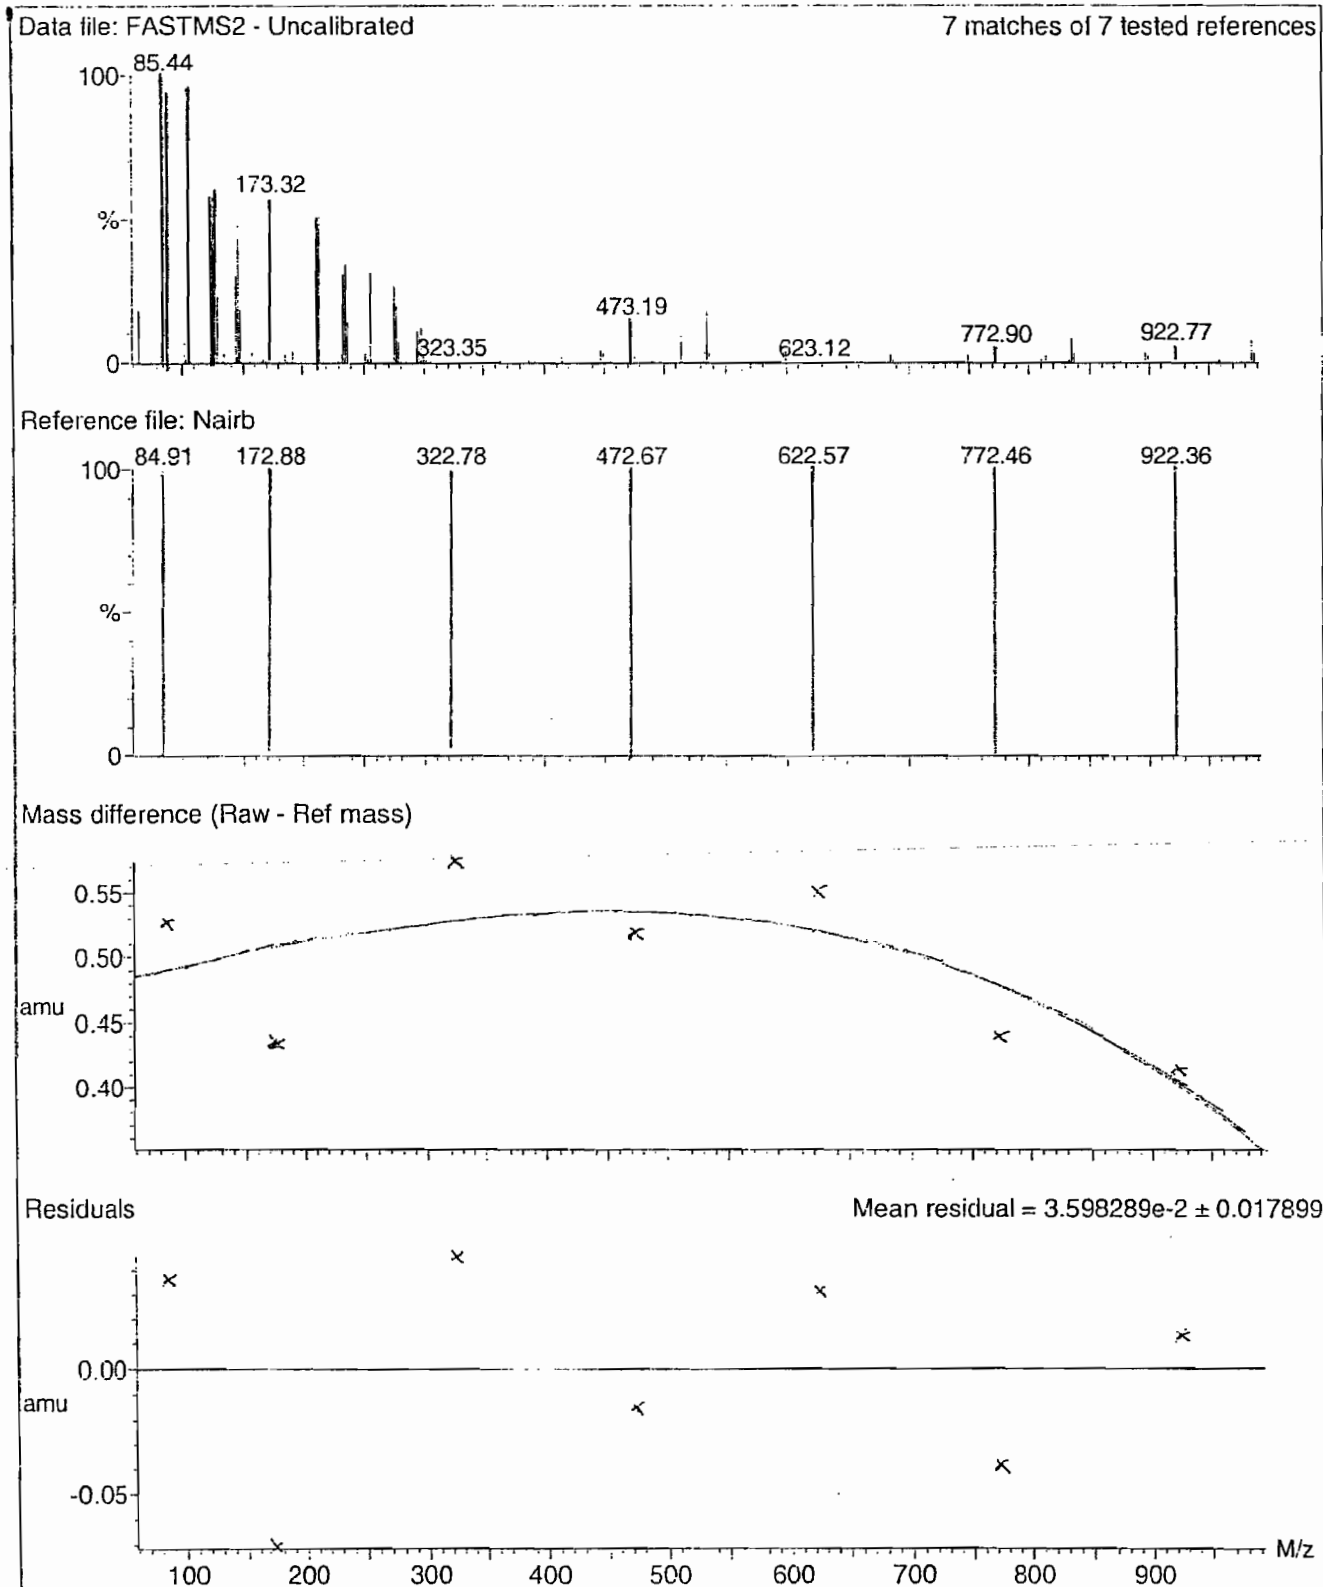 Data file: FASTMS2 - Uncalibrated 7 matches of 7 tested references
100 85.44
173.32
%
473.19
323.35 623.12 772.90 922.77
0
Reference file: Nairb
84.91 172.88 322.78 472.67 622.57 772.46 922.36
100
%
0
Mass difference (Raw - Ref mass)
0.55
0.50
amu
0.45
0.40
Residuals Mean residual = 3.598289e-2 ± 0.017899
0.00
amu
-0.05
M/z
100 200 300 400 500 600 700 800 900